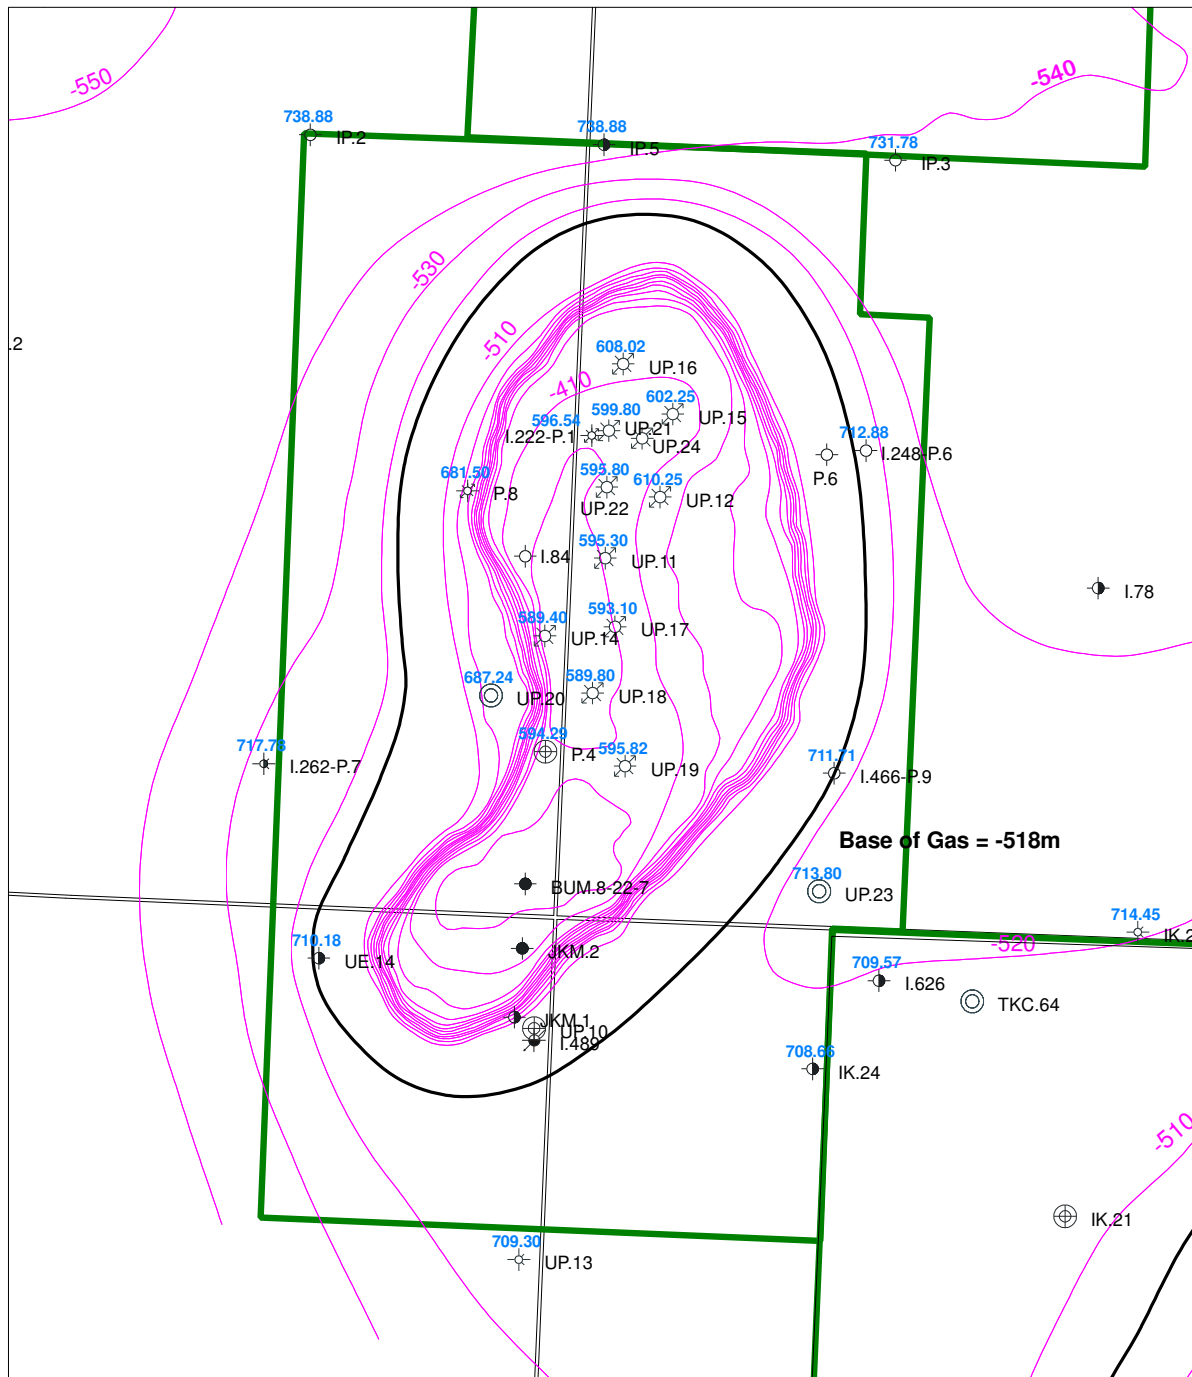 -550
-540
738.88
IP.2
738.88
IP.5
731.78
IP.3
-530
-510
.2
608.02
UP.16
-410
602.25
UP.15
596.54
599.80
I.222-P.1
UP.21
UP.24
712.88
I.248-P.6
P.6
681.50
P.8
595.80
UP.22
610.25
UP.12
I.84
595.30
UP.11
I.78
589.40
UP.14
593.10
UP.17
687.24
UP.20
589.80
UP.18
717.78
I.262-P.7
594.29
P.4
595.82
UP.19
711.71
I.466-P.9
Base of Gas = -518m
713.80
UP.23
BUM.8-22-7
710.18
UE.14
JKM.2
-520
714.45
IK.2
709.57
I.626
TKC.64
JKM.1
UP.10
I.489
708.66
IK.24
-510
IK.21
709.30
UP.13